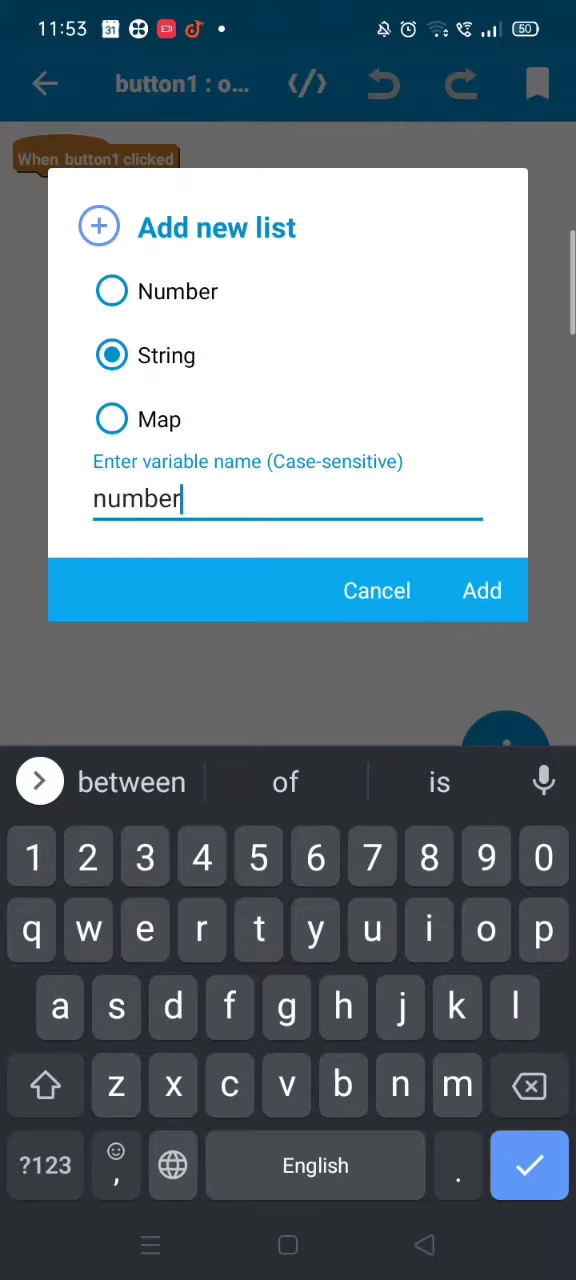 11:53 31 50
button1 : o...
When button1 clicked
Add new list
Number
String
Map
Enter variable name (Case-sensitive)
number
Cancel Add
between of is
1 2 3 4 5 6 7 8 9 0
q w e r t y u i o p
a s d f g h j k l
z x c v b n m
?123 , English .